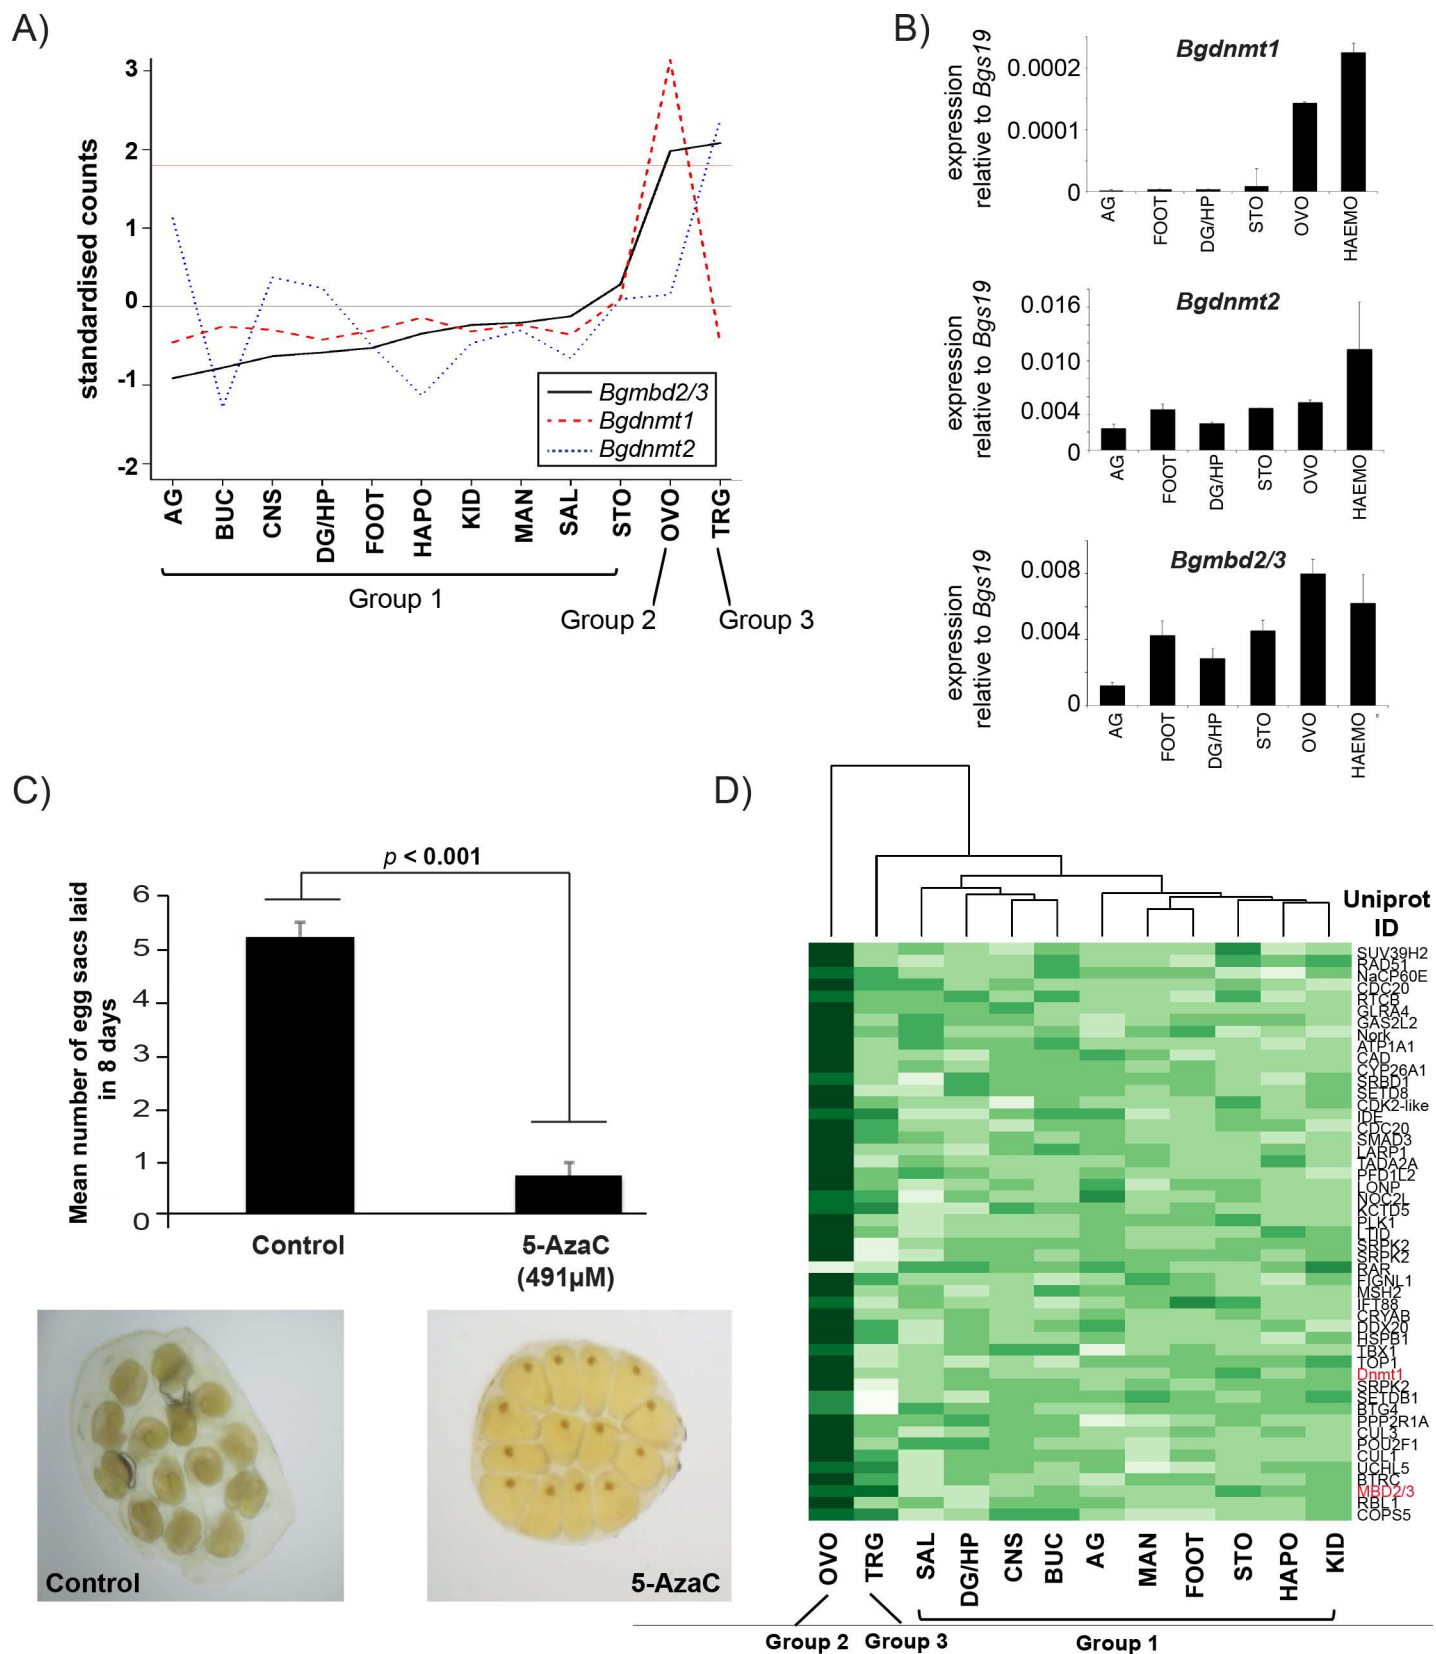 A)
3
2
1
0
-1
-2
standardised counts
Bgmbd2/3
Bgdnmt1
Bgdnmt2
AG
BUC
CNS
DG/HP
FOOT
HAPO
KID
MAN
SAL
STO
OVO
TRG
Group 1
Group 2
Group 3
B)
Bgdnmt1
expression
relative to Bgs19
0.0002
0.0001
0
AG
FOOT
DG/HP
STO
OVO
HAEMO
Bgdnmt2
expression
relative to Bgs19
0.016
0.010
0.004
0
AG
FOOT
DG/HP
STO
OVO
HAEMO
Bgmbd2/3
expression
relative to Bgs19
0.008
0.004
0
AG
FOOT
DG/HP
STO
OVO
HAEMO
C)
p < 0.001
Mean number of egg sacs laid
in 8 days
6
5
4
3
2
1
0
Control
5-AzaC
(491µM)
Control
5-AzaC
D)
Uniprot
ID
SUV39H2
RAD51
NaCP60E
CDC20
RTCB
GLRA4
GAS2L2
Nork
ATP1A1
CAD
CYP26A1
SRBD1
SETD8
CDK2-like
IDE
CDC20
SMAD3
LARP1
TADA2A
PFD1L2
LONP
NOC2L
KCTD5
PLK1
LTID
SRPK2
SRPK2
RAR
FIGNL1
MSH2
IFT88
CRYAB
DDX20
HSPB1
TBX1
TOP1
Dnmt1
SRPK2
SETDB1
BTG4
PPP2R1A
CUL3
POU2F1
CUL1
UCHL5
BTRC
MBD2/3
RBL1
COPS5
OVO
TRG
SAL
DG/HP
CNS
BUC
AG
MAN
FOOT
STO
HAPO
KID
Group 2
Group 3
Group 1